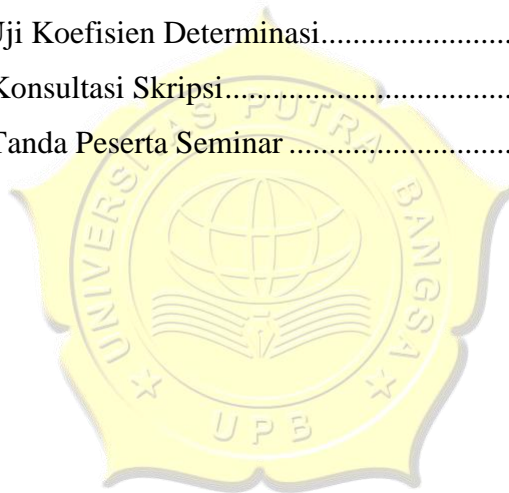 Uji Koefisien Determinasi..............................
Konsultasi Skripsi..........................................
Tanda Peserta Seminar ..................................
UNIVERSITAS PUTRA BANGSA
UPB